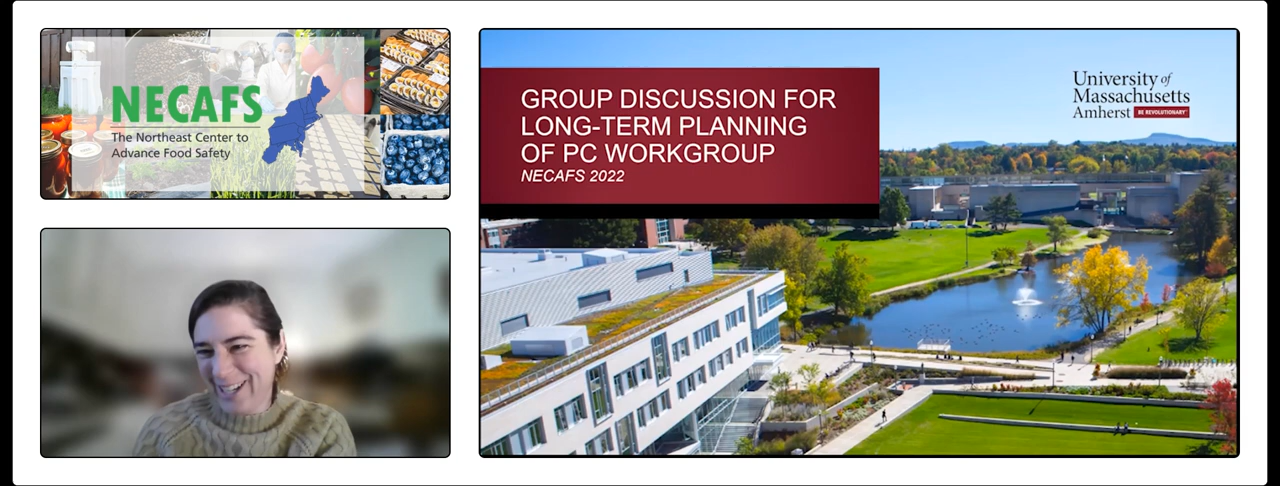 NECAFS
The Northeast Center to
Advance Food Safety
GROUP DISCUSSION FOR
LONG-TERM PLANNING
OF PC WORKGROUP
NECAFS 2022
University of
Massachusetts
Amherst BE REVOLUTIONARY™